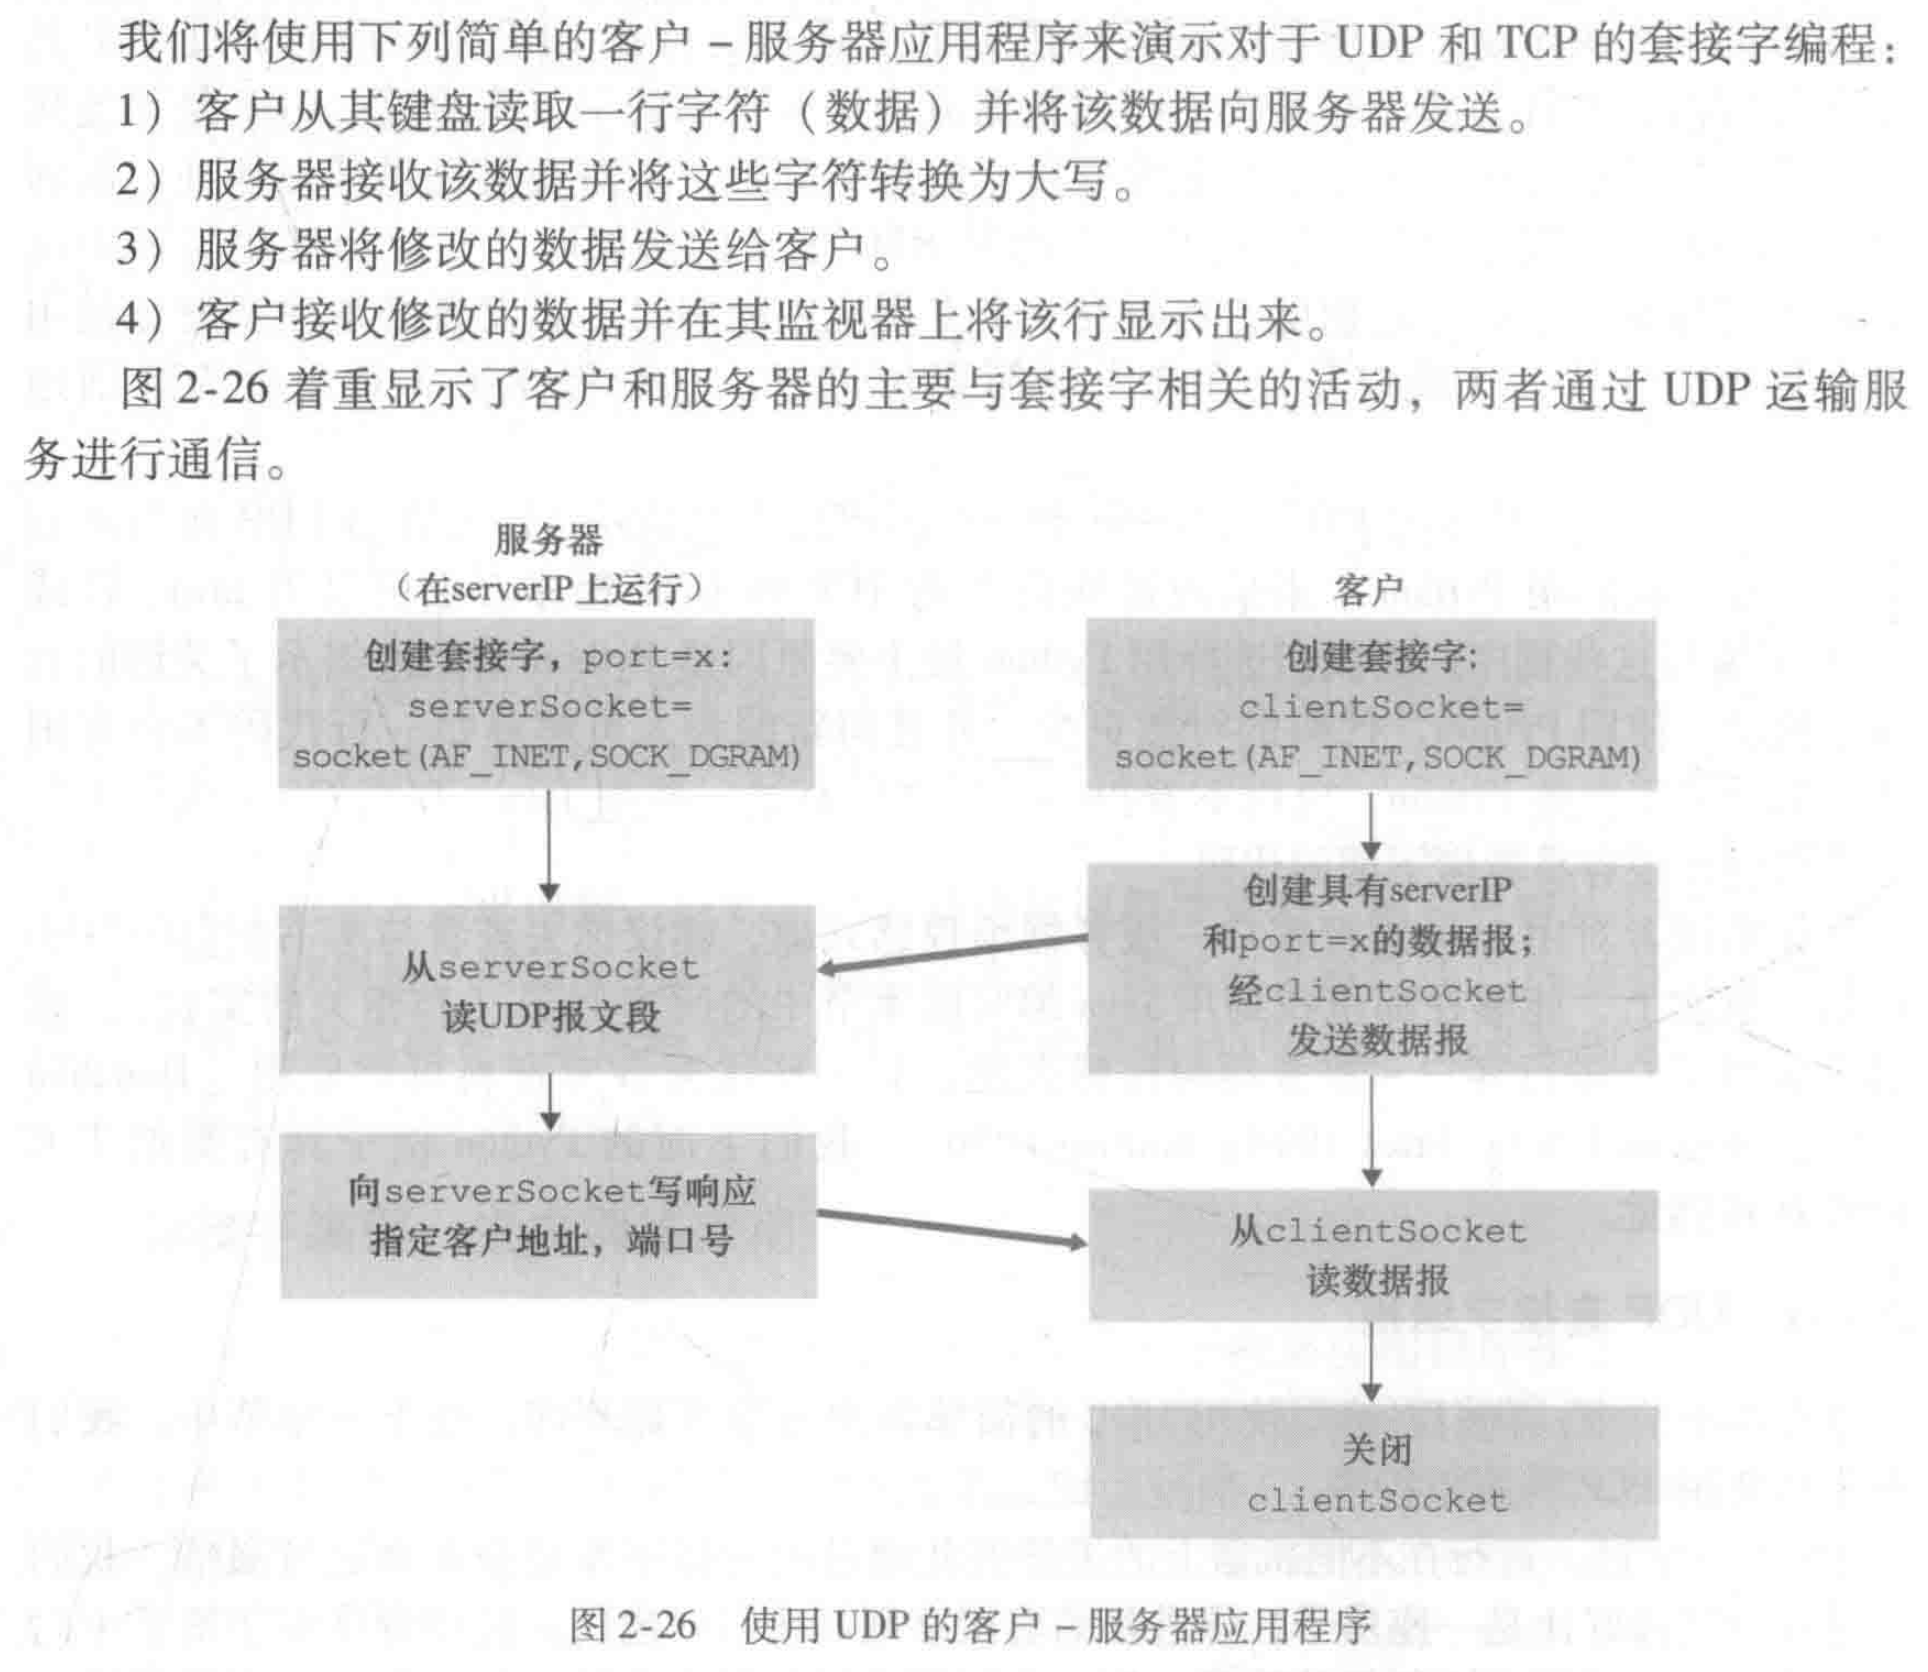 我们将使用下列简单的客户－服务器应用程序来演示对于 UDP 和 TCP 的套接字编程：
1）客户从其键盘读取一行字符（数据）并将该数据向服务器发送。
2）服务器接收该数据并将这些字符转换为大写。
3）服务器将修改的数据发送给客户。
4）客户接收修改的数据并在其监视器上将该行显示出来。
图 2-26 着重显示了客户和服务器的主要与套接字相关的活动，两者通过 UDP 运输服
务进行通信。
服务器
（在serverIP上运行）
创建套接字，port=x:
serverSocket=
socket(AF_INET,SOCK_DGRAM)
从serverSocket
读UDP报文段
向serverSocket写响应
指定客户地址，端口号
客户
创建套接字:
clientSocket=
socket(AF_INET,SOCK_DGRAM)
创建具有serverIP
和port=x的数据报；
经clientSocket
发送数据报
从clientSocket
读数据报
关闭
clientSocket
图 2-26 使用 UDP 的客户－服务器应用程序